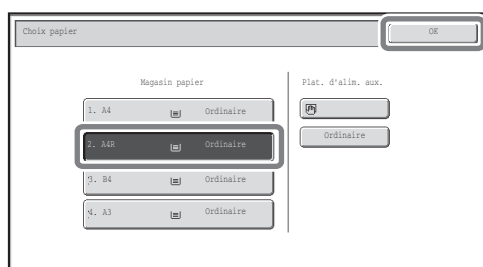 Choix papier
OK
Magasin papier
Plat. d'alim. aux.
1. A4 Ordinaire
2. A4R Ordinaire
Ordinaire
3. B4 Ordinaire
4. A3 Ordinaire